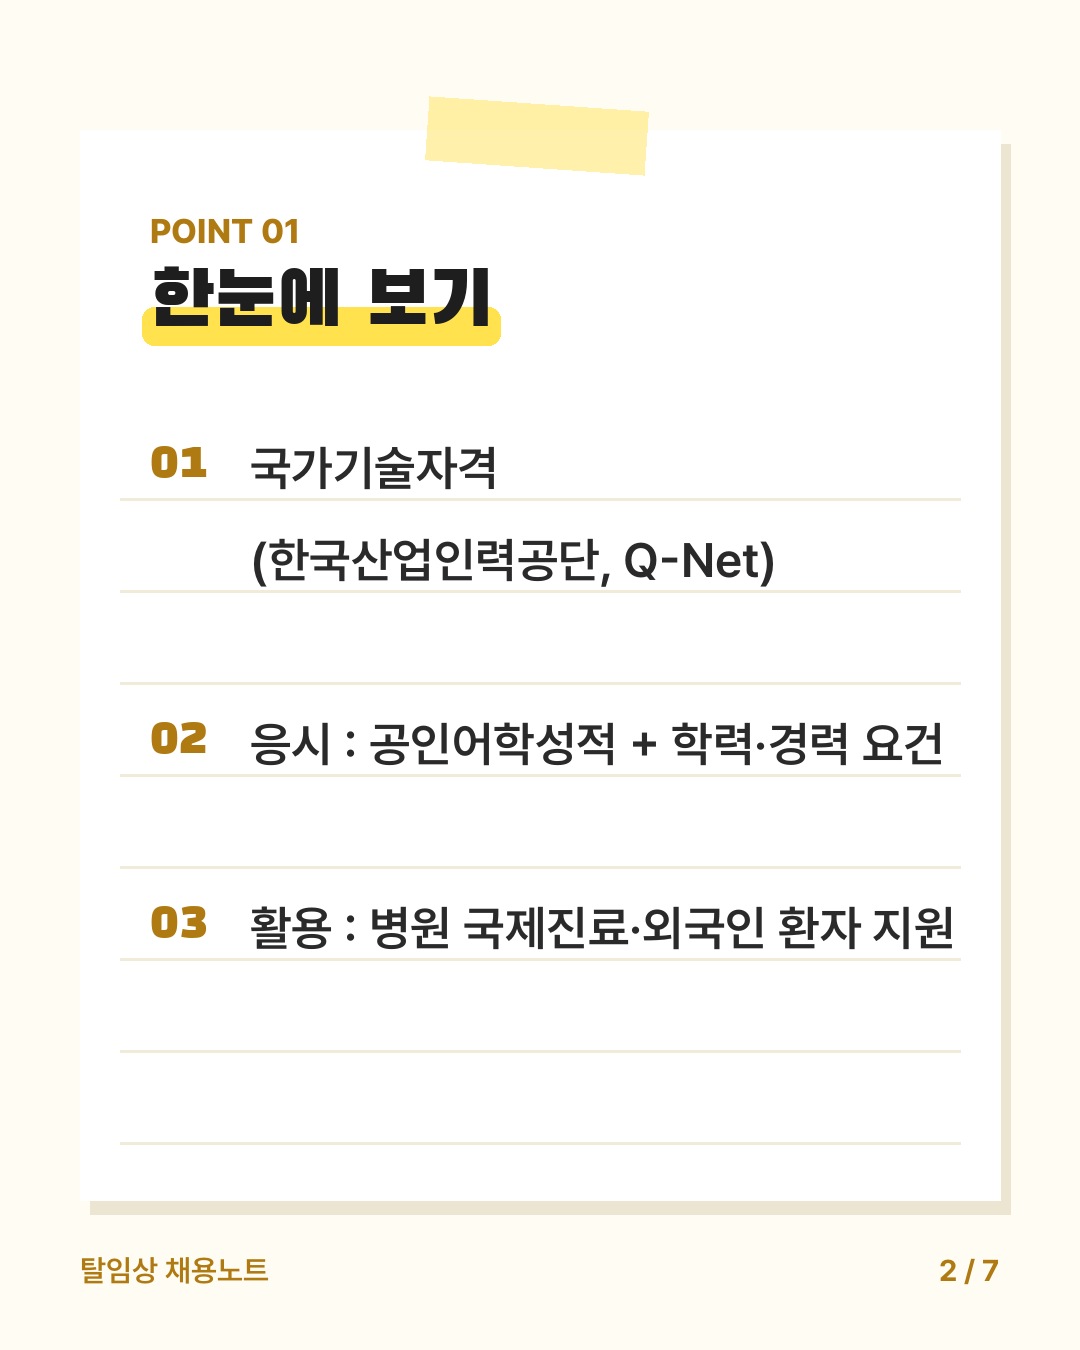 POINT 01
한눈에 보기
01 국가기술자격
(한국산업인력공단, Q-Net)
02 응시 : 공인어학성적 + 학력·경력 요건
03 활용 : 병원 국제진료·외국인 환자 지원
탈임상 채용노트
2 / 7